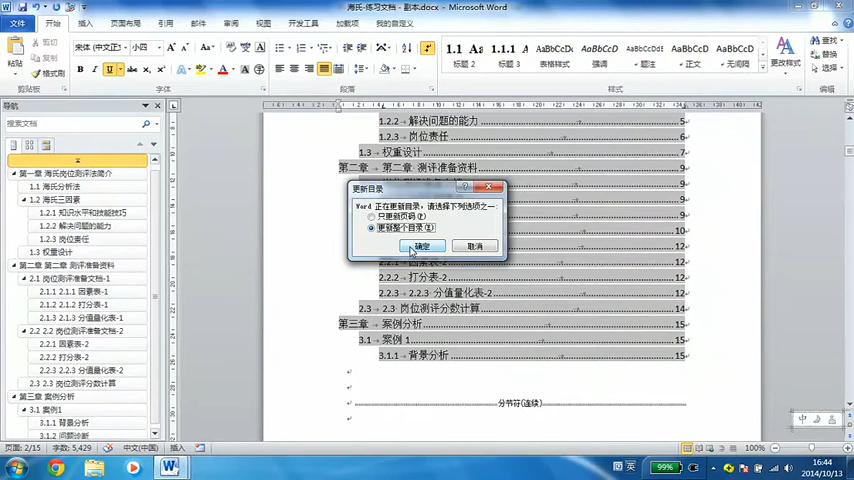 海氏-练习文档 - 副本.docx - Microsoft Word
文件 开始 插入 页面布局 引用 邮件 审阅 视图 开发工具 加载项 我的自定义
剪切
复制
格式刷
粘贴
宋体 (中文正 小四
1.1 AaB 1.1.1 A AaBbCcDc AaBbCcD AaBbCcDd AaBbCcDd AaBbCcDd
标题 2 标题 3 表格样式 强调 题注 正文 无间隔
更改样式
查找
替换
选择
剪贴板 字体 段落 样式 编辑
导航
搜索文档
第一章 海氏岗位测评法简介
1.1 海氏分析法
1.2 海氏三因素
1.2.1 知识水平和技能技巧
1.2.2 解决问题的能力
1.2.3 岗位责任
1.3 权重设计
第二章 第二章 测评准备资料
2.1 岗位测评准备文档-1
2.1.1 2.1.1 因素表-1
2.1.2 2.1.2 打分表-1
2.1.3 2.1.3 分值量化表-1
2.2 2.2 岗位测评准备文档-2
2.2.1 因素表-2
2.2.2 打分表-2
2.2.3 2.2.3 分值量化表-2
2.3 2.3 岗位测评分数计算
第三章 案例分析
3.1 案例1
3.1.1 背景分析
3.1.2 问题诊断
1.2.2 解决问题的能力 5
1.2.3 岗位责任 6
1.3 权重设计 7
第二章 第二章 测评准备资料 9
更新目录
Word 正在更新目录，请选择下列选项之一:
只更新页码(P)
更新整个目录(E)
确定 取消
2.2.1 因素表-2 12
2.2.2 打分表-2 12
2.2.3 2.2.3 分值量化表-2 12
2.3 2.3 岗位测评分数计算 14
第三章 案例分析 15
3.1 案例 1 15
3.1.1 背景分析 15
分节符(连续)
中
页面: 2/15 字数: 5,429 中文(中国) 插入 100%
99% 英 16:44
2014/10/13